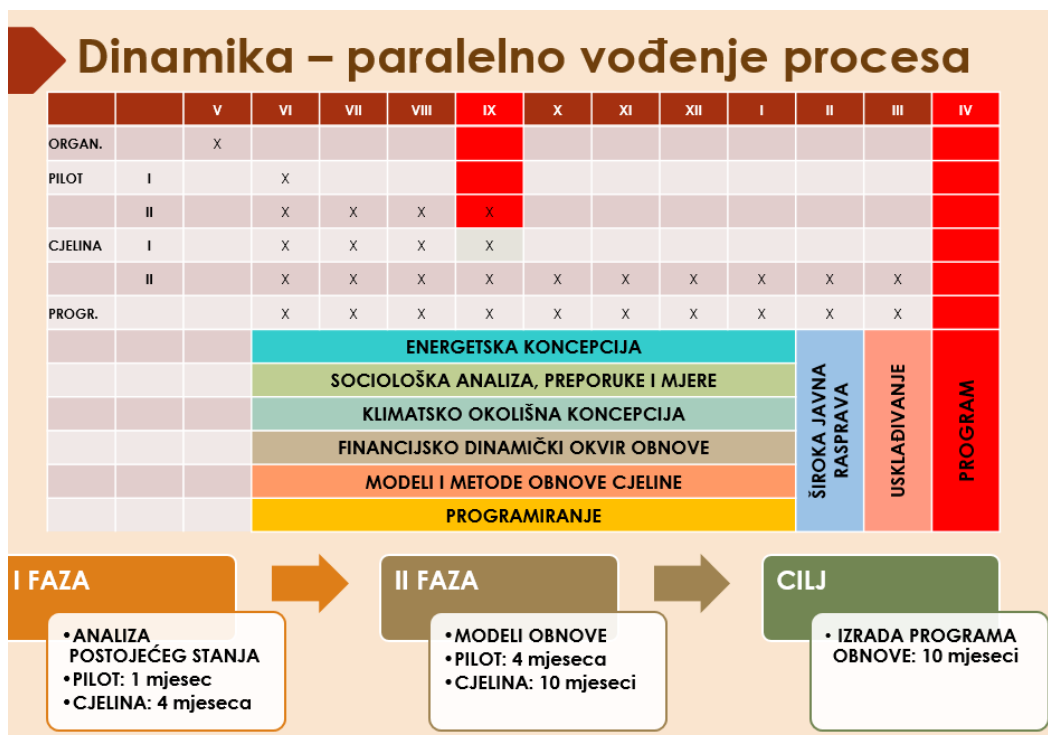 Dinamika – paralelno vođenje procesa
V VI VII VIII IX X XI XII I II III IV
ORGAN. X
PILOT I X
II X X X X
CJELINA I X X X X
II X X X X X X X X X X
PROGR. X X X X X X X X X X
ENERGETSKA KONCEPCIJA
SOCIOLOŠKA ANALIZA, PREPORUKE I MJERE
KLIMATSKO OKOLIŠNA KONCEPCIJA
FINANCIJSKO DINAMIČKI OKVIR OBNOVE
MODELI I METODE OBNOVE CJELINE
PROGRAMIRANJE
ŠIROKA JAVNA
RASPRAVA
USKLAĐIVANJE
PROGRAM
I FAZA
•ANALIZA
POSTOJEĆEG STANJA
•PILOT: 1 mjesec
•CJELINA: 4 mjeseca
II FAZA
•MODELI OBNOVE
•PILOT: 4 mjeseca
•CJELINA: 10 mjeseci
CILJ
• IZRADA PROGRAMA
OBNOVE: 10 mjeseci